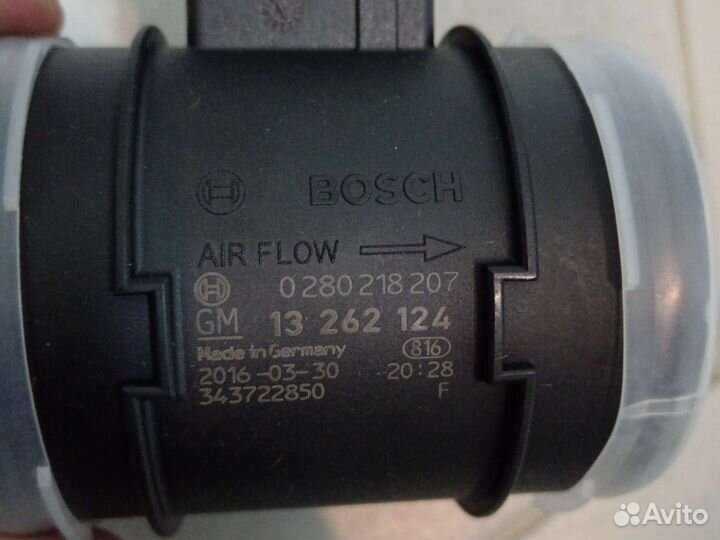 BOSCH
AIR FLOW
0 280 218 207
GM 13 262 124
Made in Germany 816
2016-03-30 20:28
343722850 F
Avito